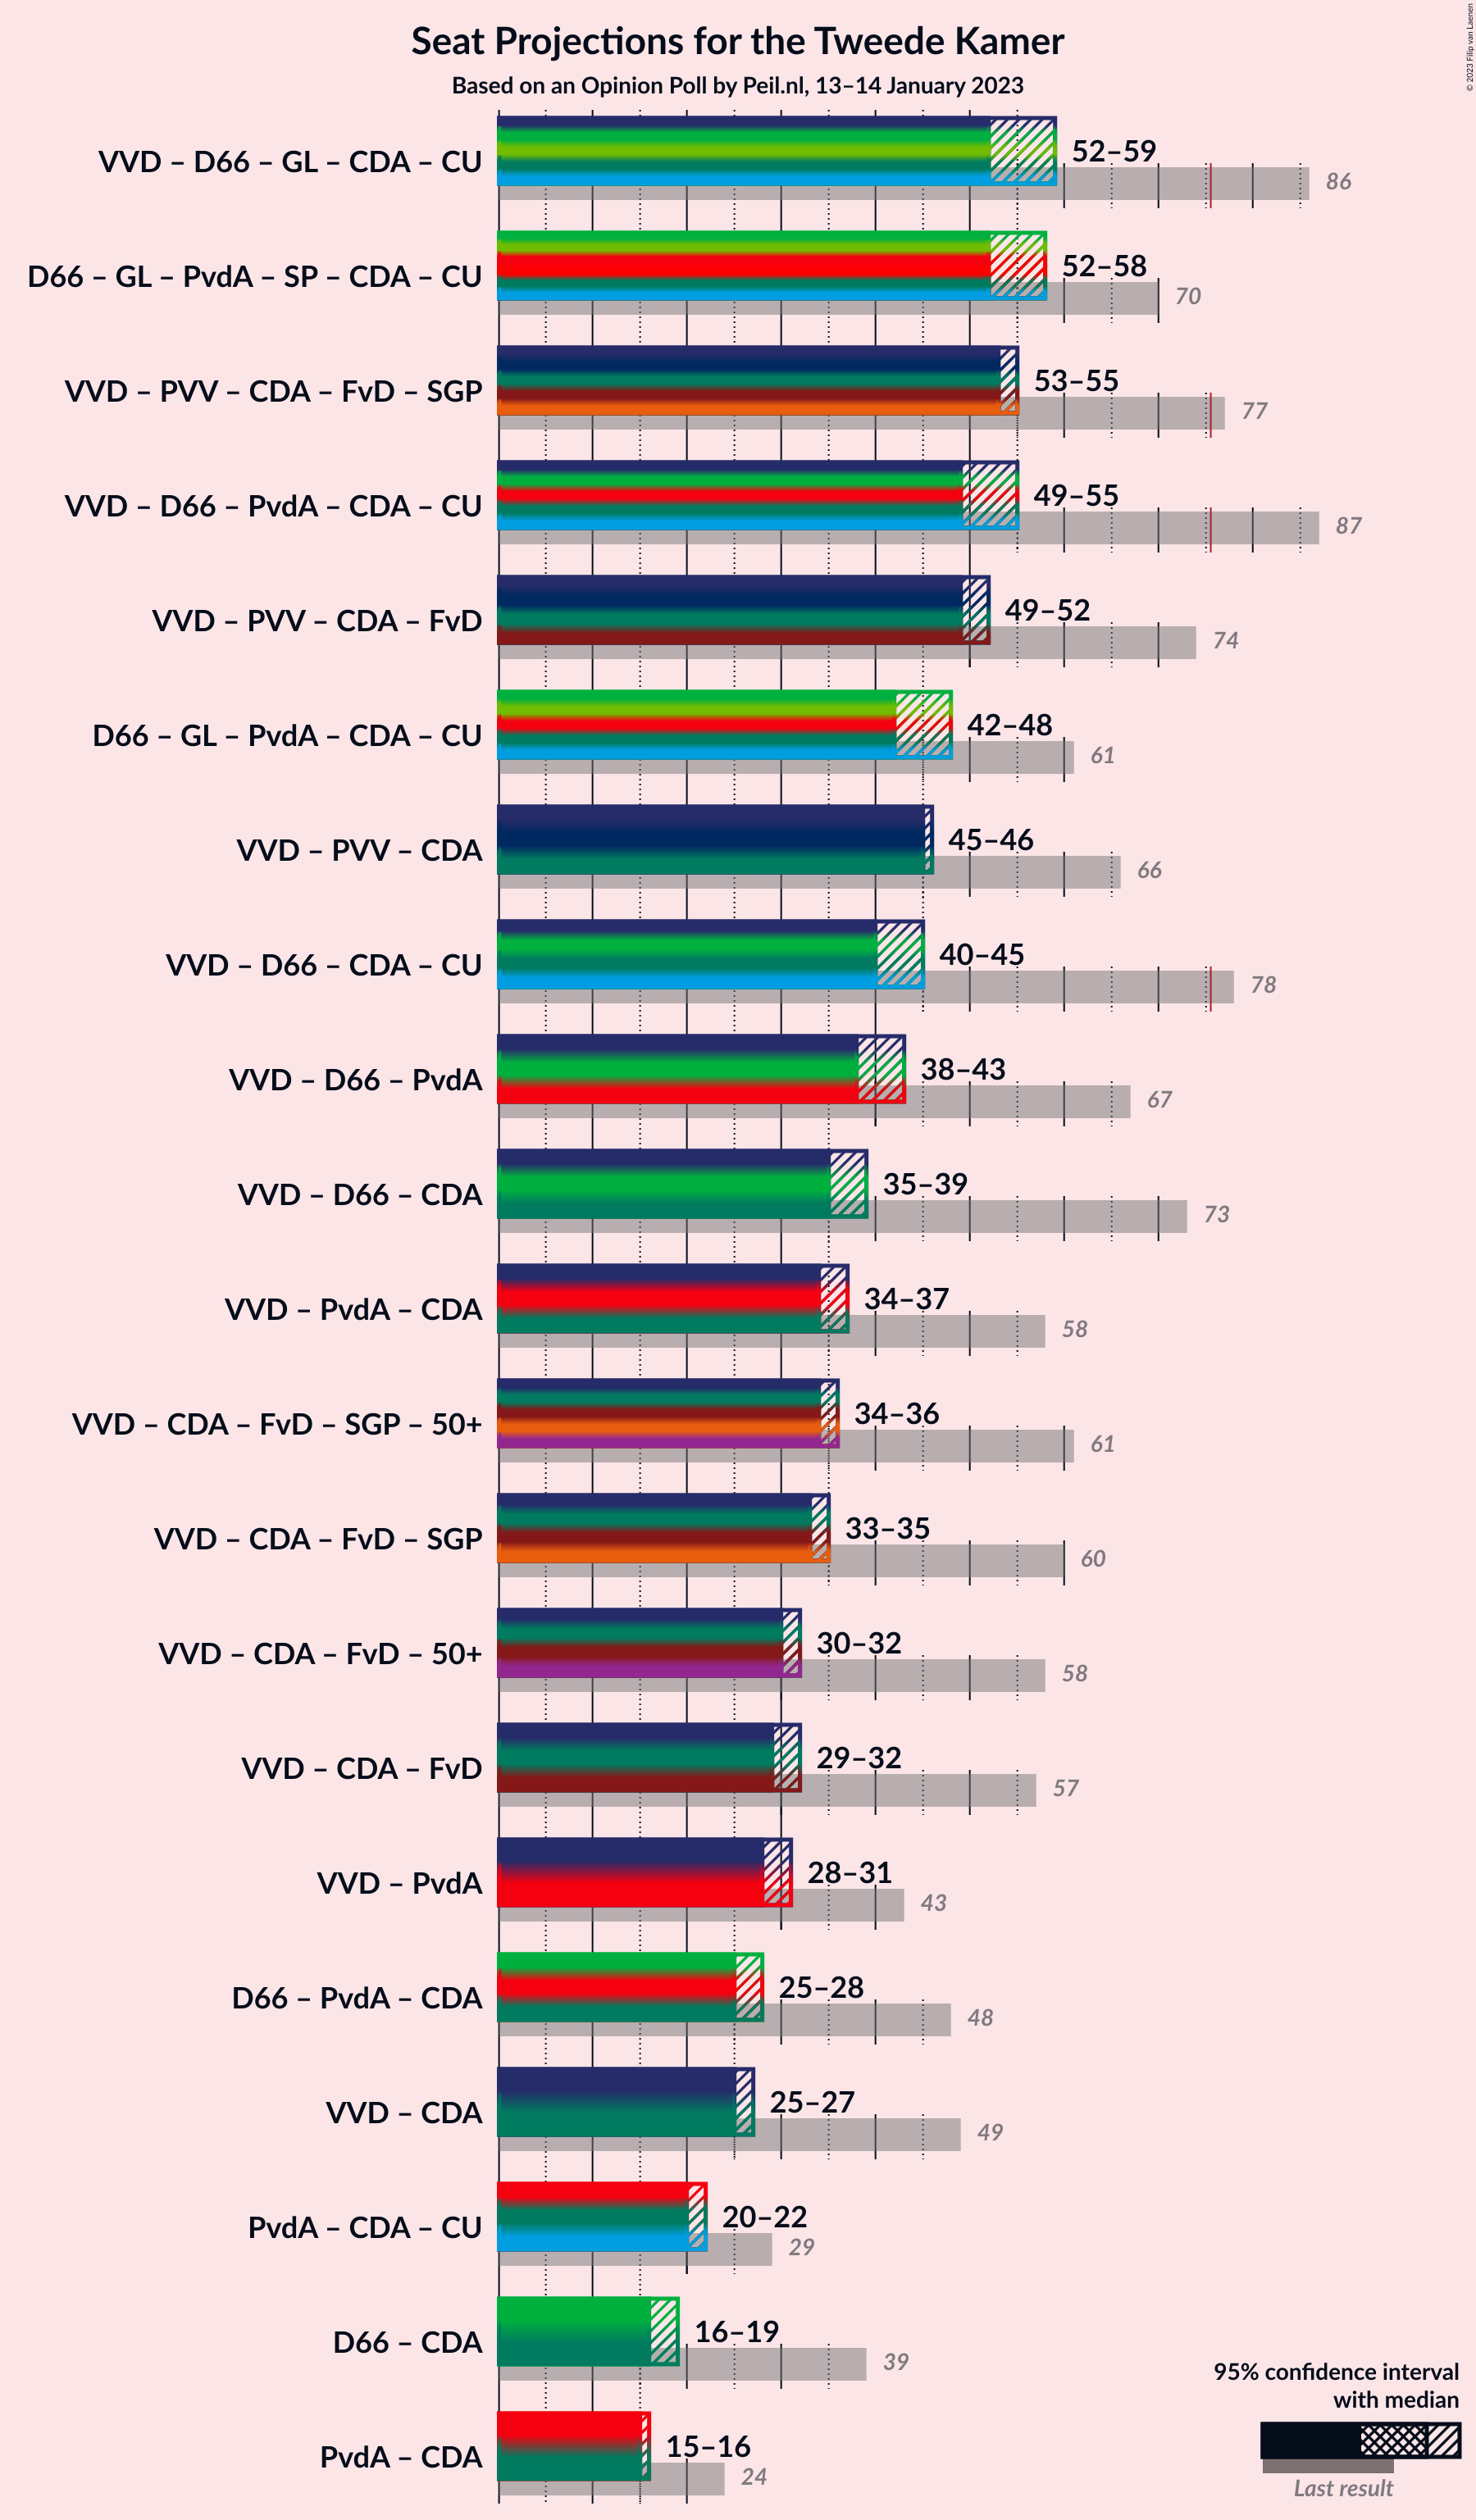 Seat Projections for the Tweede Kamer
Based on an Opinion Poll by Peil.nl, 13–14 January 2023
© 2023 Filip van Laenen
VVD – D66 – GL – CDA – CU 52–59 86
D66 – GL – PvdA – SP – CDA – CU 52–58 70
VVD – PVV – CDA – FvD – SGP 53–55 77
VVD – D66 – PvdA – CDA – CU 49–55 87
VVD – PVV – CDA – FvD 49–52 74
D66 – GL – PvdA – CDA – CU 42–48 61
VVD – PVV – CDA 45–46 66
VVD – D66 – CDA – CU 40–45 78
VVD – D66 – PvdA 38–43 67
VVD – D66 – CDA 35–39 73
VVD – PvdA – CDA 34–37 58
VVD – CDA – FvD – SGP – 50+ 34–36 61
VVD – CDA – FvD – SGP 33–35 60
VVD – CDA – FvD – 50+ 30–32 58
VVD – CDA – FvD 29–32 57
VVD – PvdA 28–31 43
D66 – PvdA – CDA 25–28 48
VVD – CDA 25–27 49
PvdA – CDA – CU 20–22 29
D66 – CDA 16–19 39
PvdA – CDA 15–16 24
95% confidence interval
with median
Last result